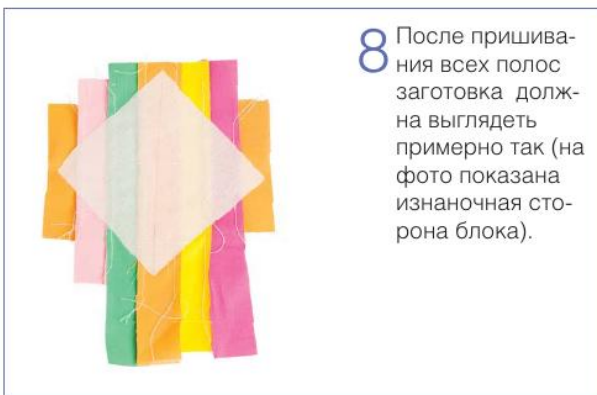 8 После пришива-
ния всех полос
заготовка долж-
на выглядеть
примерно так (на
фото показана
изнаночная сто-
рона блока).